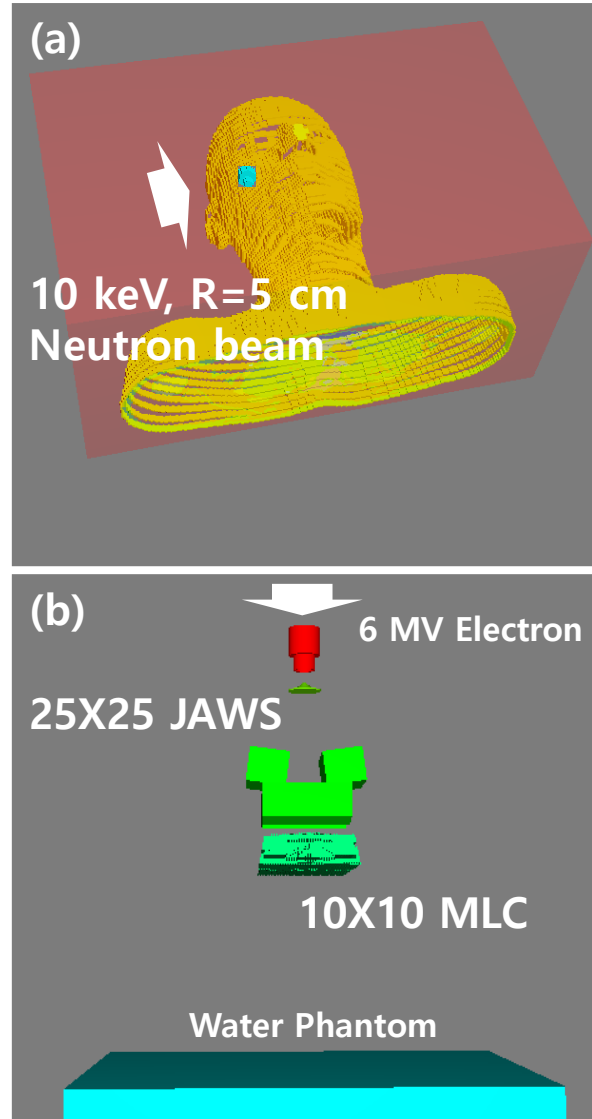 (a)
10 keV, R=5 cm
Neutron beam
(b)
6 MV Electron
25X25 JAWS
10X10 MLC
Water Phantom